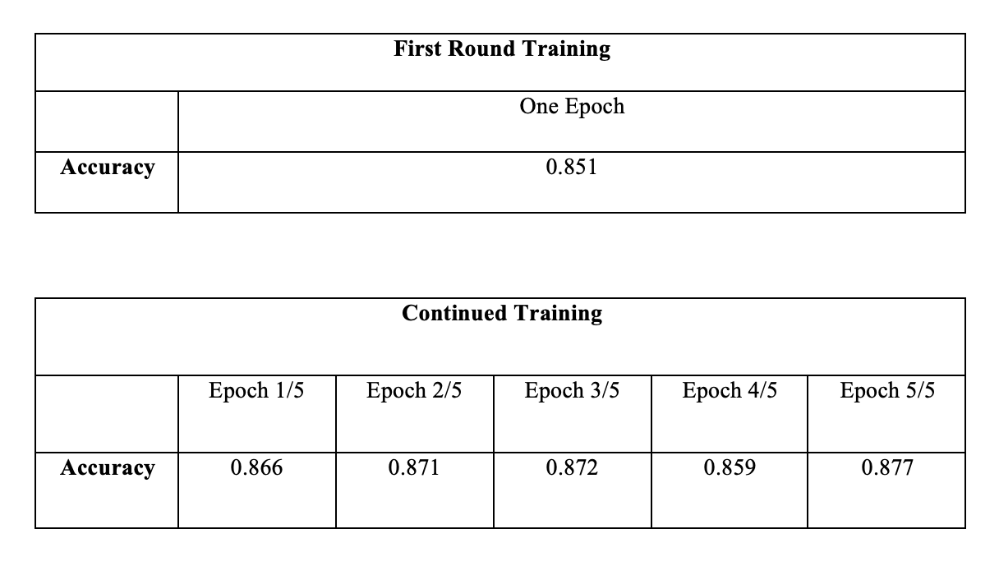 First Round Training
One Epoch
Accuracy 0.851
Continued Training
Epoch 1/5 Epoch 2/5 Epoch 3/5 Epoch 4/5 Epoch 5/5
Accuracy 0.866 0.871 0.872 0.859 0.877